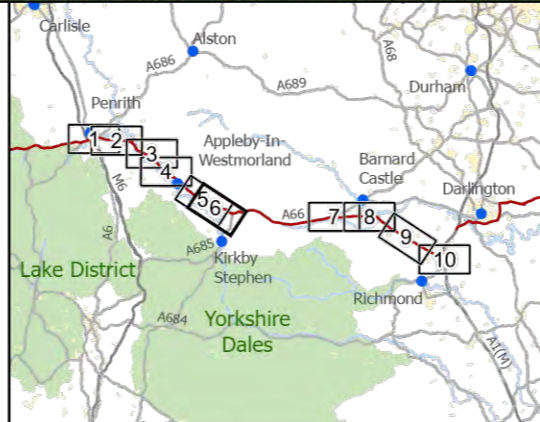 Carlisle
Alston
A686
A68
A689
Durham
Penrith
1
2
3
4
5
6
Appleby-In-
Westmorland
Barnard
Castle
Darlington
M6
A6
A66
7
8
9
10
A685
Kirkby
Stephen
Lake District
Richmond
A684
Yorkshire
Dales
A1(M)